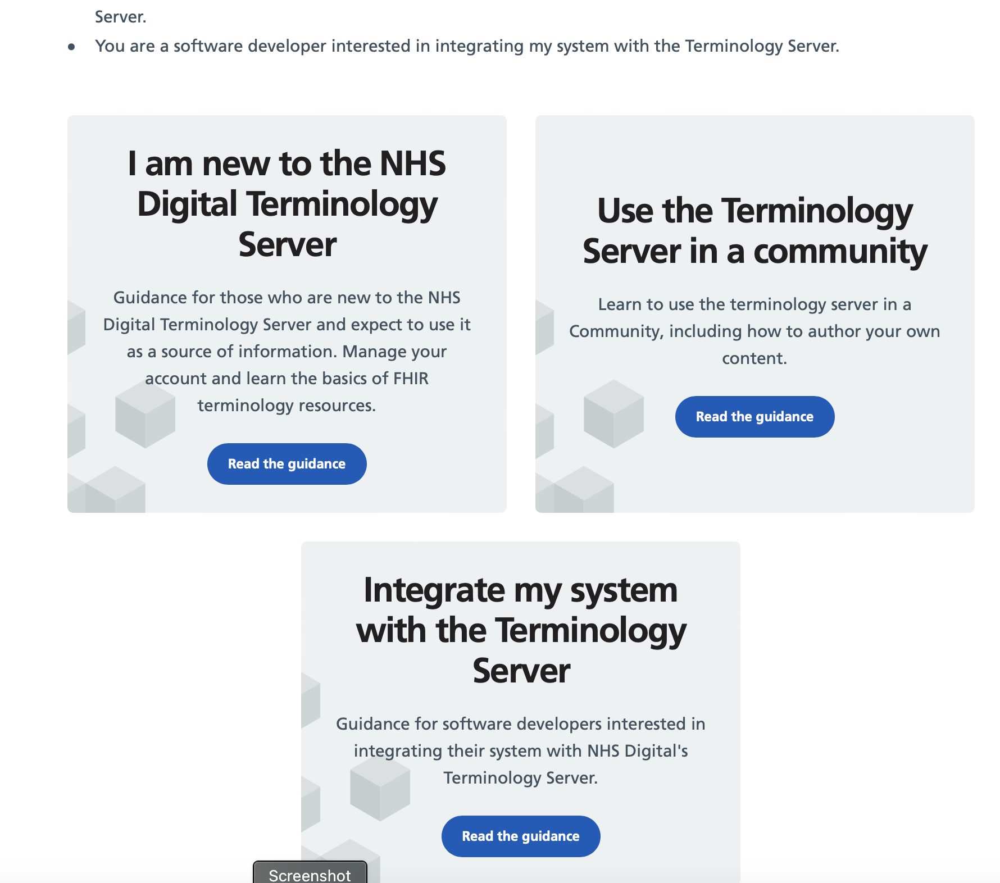 Server.
• You are a software developer interested in integrating my system with the Terminology Server.
I am new to the NHS
Digital Terminology
Server
Guidance for those who are new to the NHS
Digital Terminology Server and expect to use it
as a source of information. Manage your
account and learn the basics of FHIR
terminology resources.
Read the guidance
Use the Terminology
Server in a community
Learn to use the terminology server in a
Community, including how to author your own
content.
Read the guidance
Integrate my system
with the Terminology
Server
Guidance for software developers interested in
integrating their system with NHS Digital's
Terminology Server.
Read the guidance
Screenshot